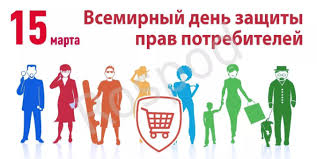 15 марта
Всемирный день защиты
прав потребителей